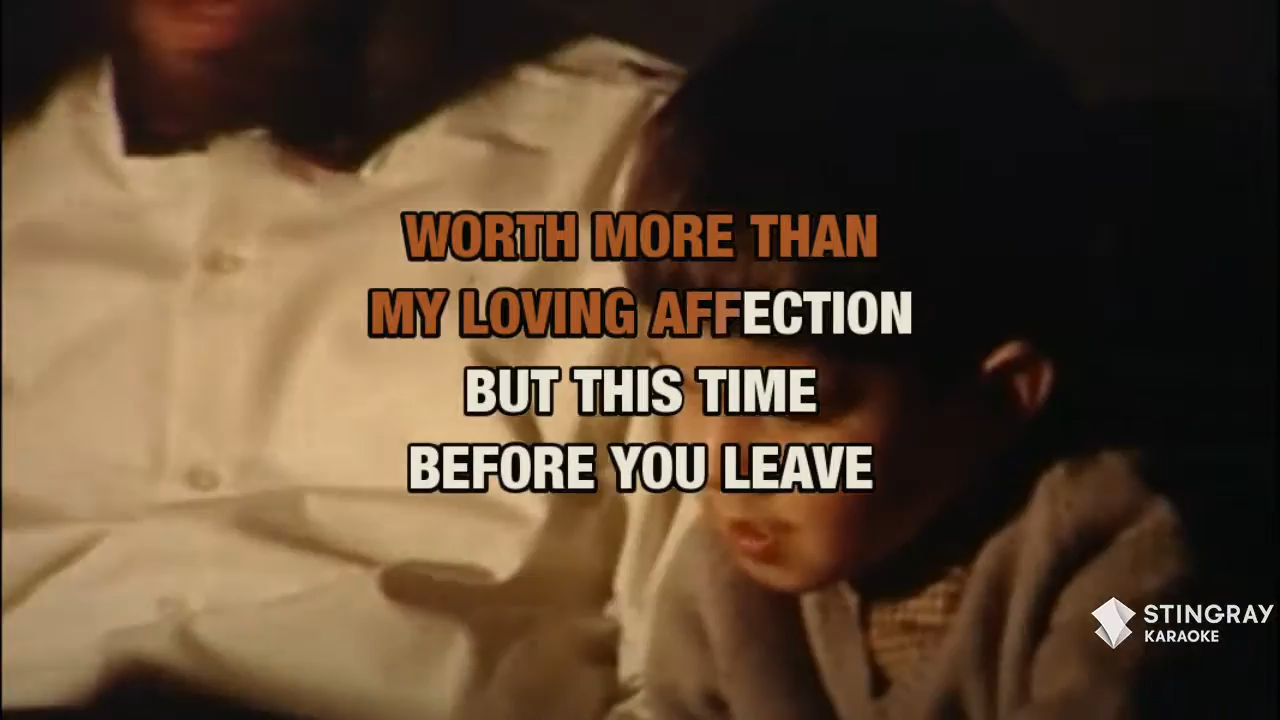 WORTH MORE THAN
MY LOVING AFFECTION
BUT THIS TIME
BEFORE YOU LEAVE
STINGRAY
KARAOKE